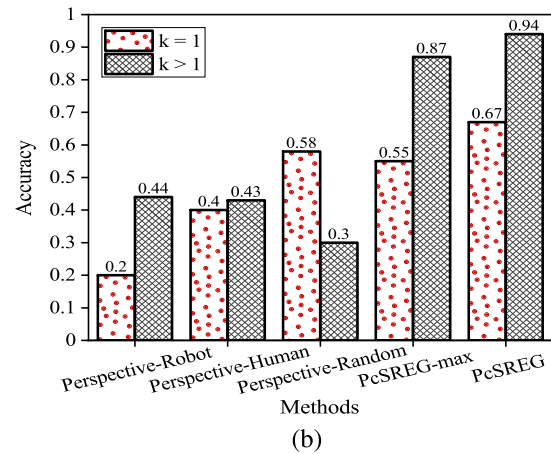 1
0.9
0.8
0.7
0.6
0.5
0.4
0.3
0.2
0.1
0
Accuracy
k = 1
k > 1
0.2
0.44
0.4
0.43
0.58
0.3
0.55
0.87
0.67
0.94
Perspective-Robot
Perspective-Human
Perspective-Random
PcSREG-max
PcSREG
Methods
(b)